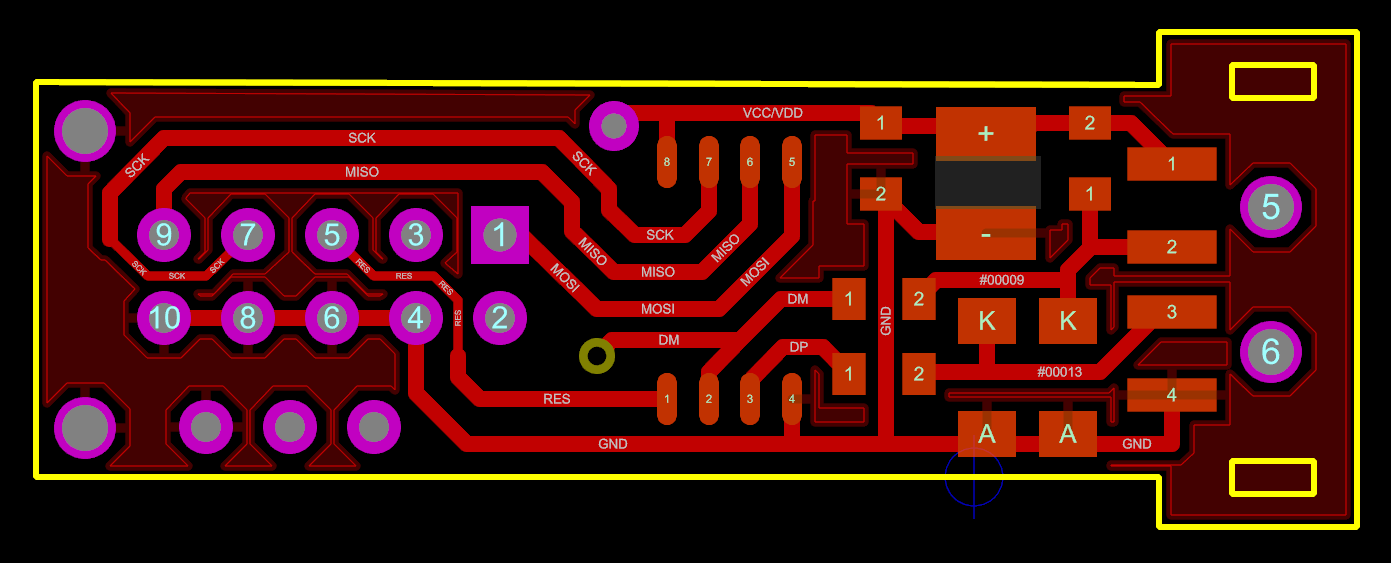 VCC/VDD
1
+
2
SCK
8
7
6
5
1
SCK
SCK
MISO
2
1
5
9
7
5
3
1
SCK
-
MISO
MISO
2
SCK
SCK
SCK
RES
RES
RES
MOSI
MISO
MOSI
#00009
DM
1
2
MOSI
3
10
8
6
4
2
RES
GND
K
K
DM
DP
6
1
2
#00013
RES
1
2
3
4
4
GND
A
A
GND